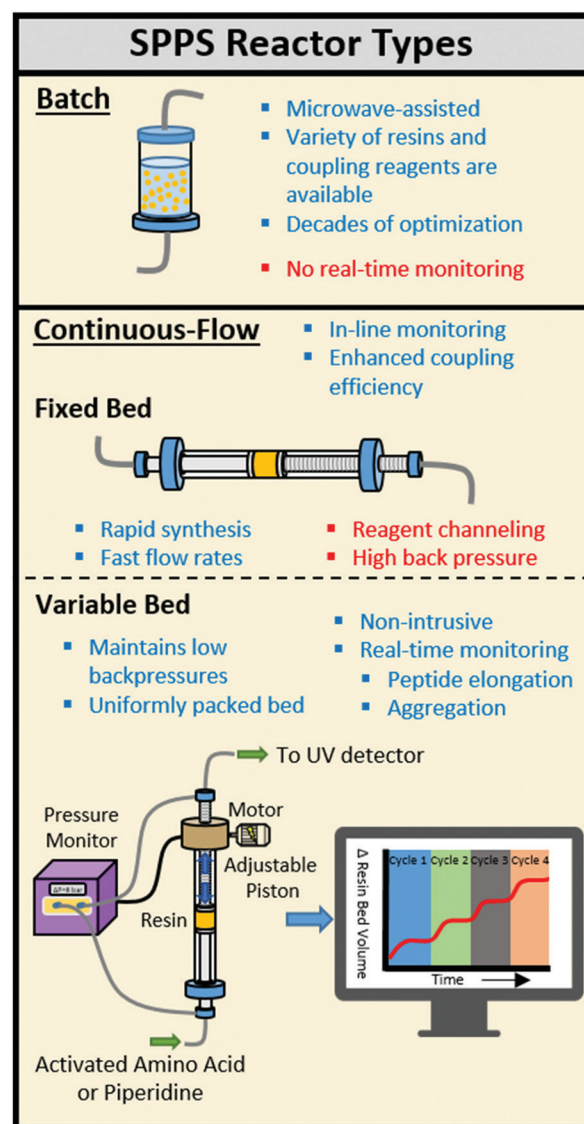 SPPS Reactor Types
Batch
Microwave-assisted
Variety of resins and
coupling reagents are
available
Decades of optimization
No real-time monitoring
Continuous-Flow
In-line monitoring
Enhanced coupling
efficiency
Fixed Bed
Rapid synthesis
Fast flow rates
Reagent channeling
High back pressure
Variable Bed
Maintains low
backpressures
Uniformly packed bed
Non-intrusive
Real-time monitoring
Peptide elongation
Aggregation
To UV detector
Pressure
Monitor
Motor
Adjustable
Piston
Resin
Activated Amino Acid
or Piperidine
Δ Resin Bed Volume
Cycle 1 Cycle 2 Cycle 3 Cycle 4
Time